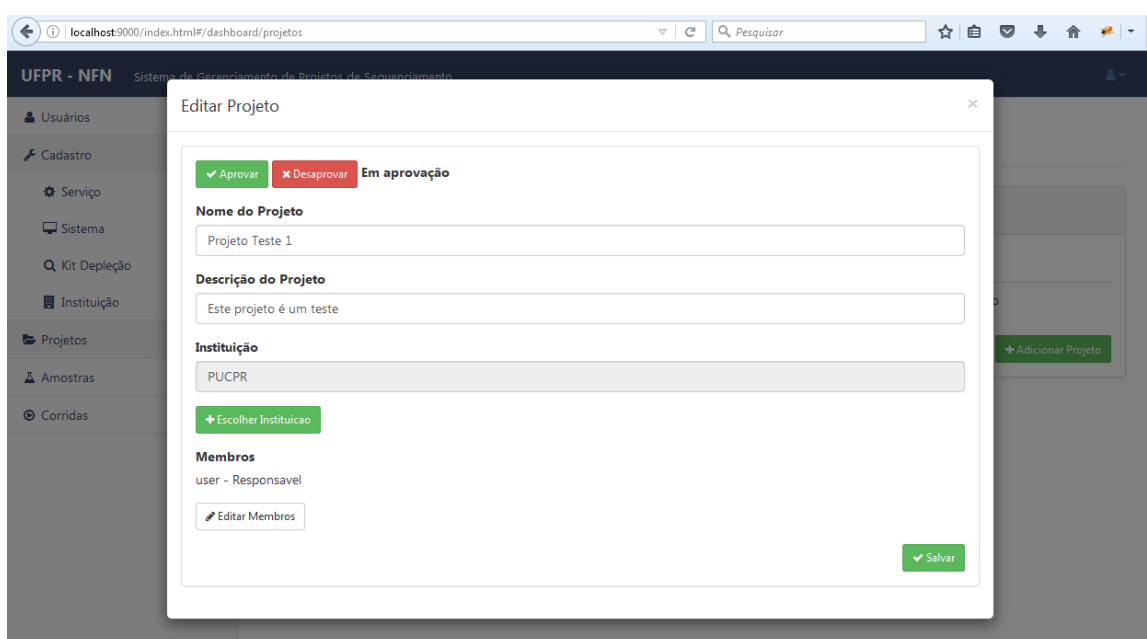 localhost:9000/index.html#/dashboard/projetos
Pesquisar
UFPR - NFN Sistema de Gerenciamento de Projetos de Sequenciamento
Editar Projeto ×
Usuários
Cadastro
Serviço
Sistema
Kit Depleção
Instituição
Projetos
Amostras
Corridas
Aprovar Desaprovar Em aprovação
Nome do Projeto
Projeto Teste 1
Descrição do Projeto
Este projeto é um teste
Instituição
PUCPR
Escolher Instituicao
Membros
user - Responsavel
Editar Membros
Salvar
Adicionar Projeto